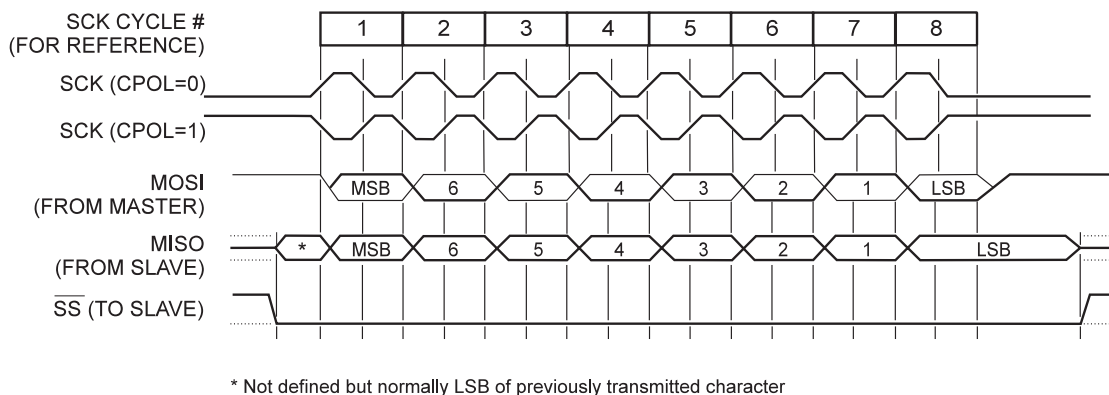 SCK CYCLE # 1 2 3 4 5 6 7 8
(FOR REFERENCE)
SCK (CPOL=0)
SCK (CPOL=1)
MOSI MSB 6 5 4 3 2 1 LSB
(FROM MASTER)
MISO * MSB 6 5 4 3 2 1 LSB
(FROM SLAVE)
SS (TO SLAVE)
* Not defined but normally LSB of previously transmitted character